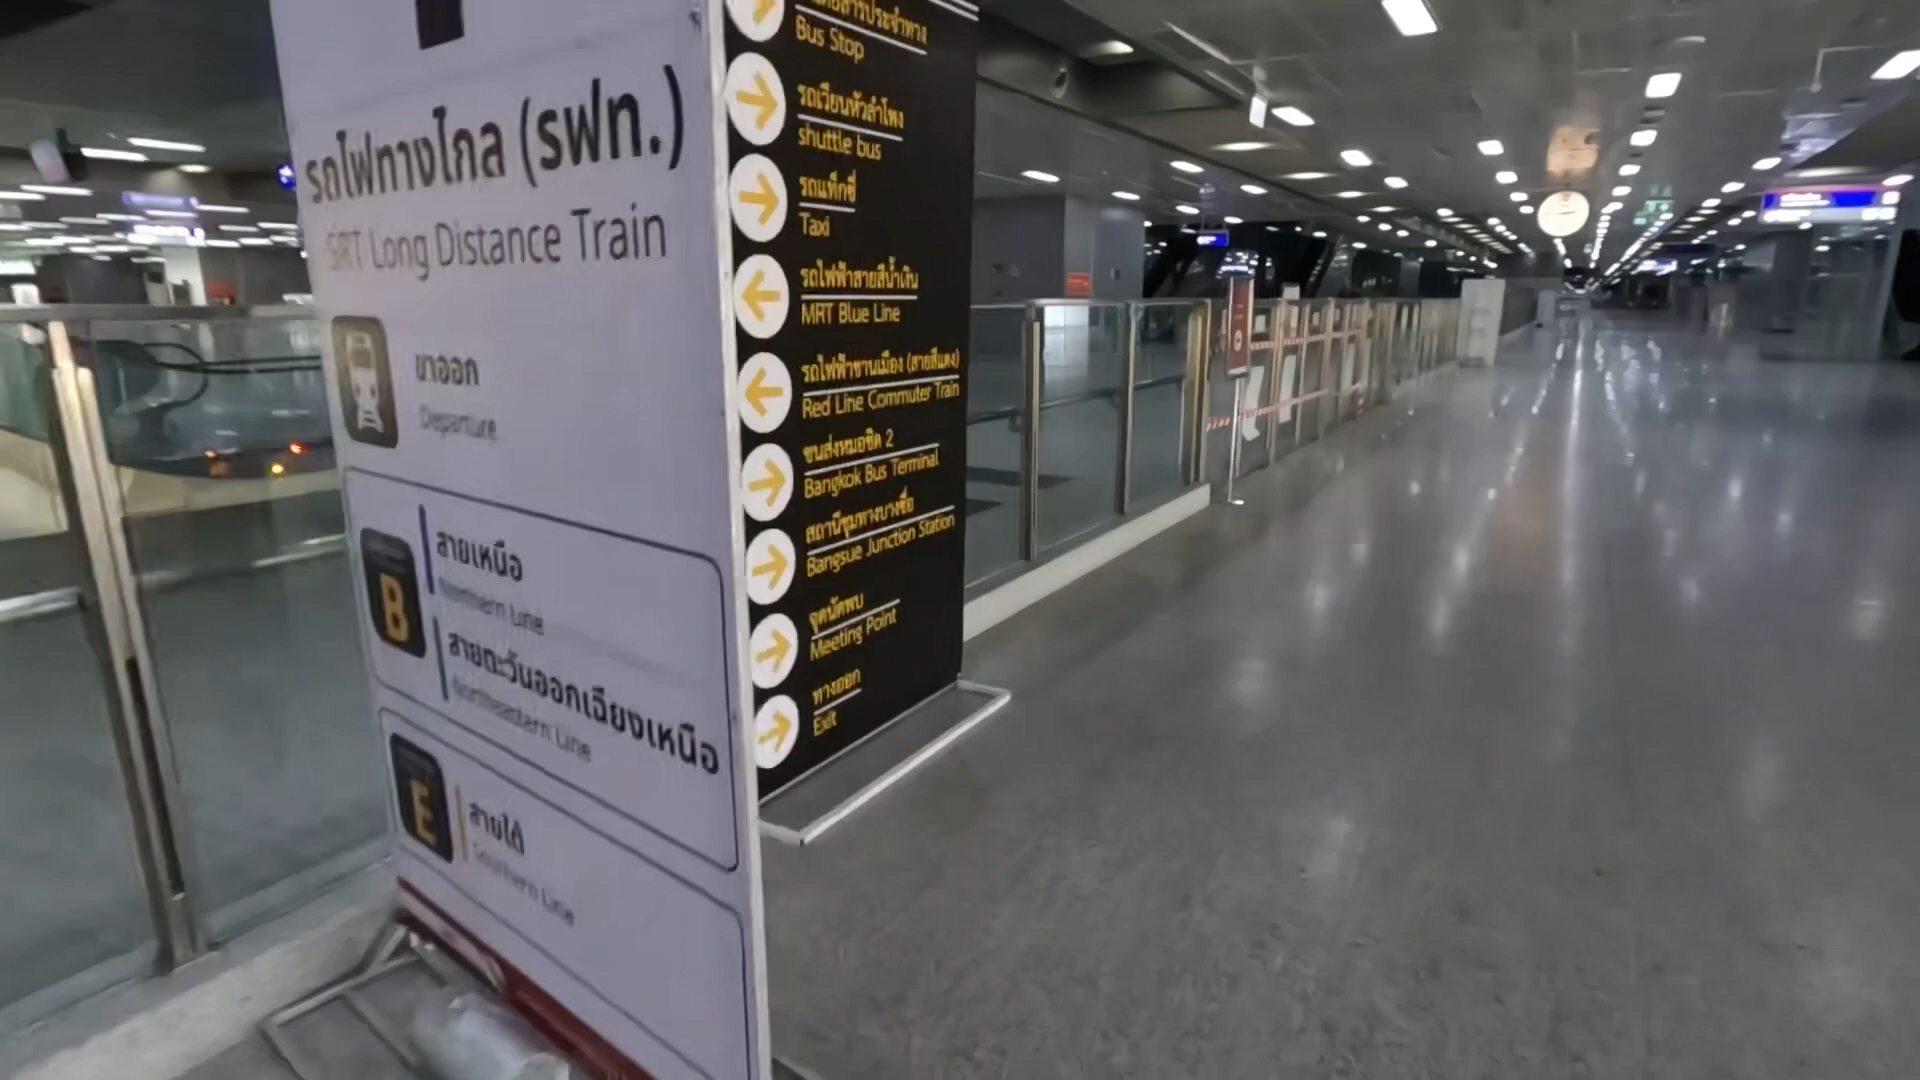 รถไฟทางไกล (รฟท.)
SRT Long Distance Train
ขาออก
Departure
B
สายเหนือ
Northern Line
สายตะวันออกเฉียงเหนือ
Northeastern Line
E
สายใต้
Southern Line
Bus Stop
รถเวียนหัวลำโพง
shuttle bus
รถแท็กซี่
Taxi
รถไฟฟ้าสายสีน้ำเงิน
MRT Blue Line
รถไฟฟ้าชานเมือง (สายสีแดง)
Red Line Commuter Train
ขนส่งหมอชิต 2
Bangkok Bus Terminal
สถานีชุมทางบางซื่อ
Bangsue Junction Station
จุดนัดพบ
Meeting Point
ทางออก
Exit